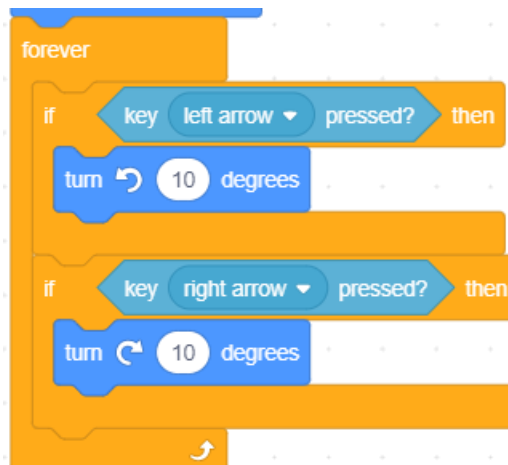 forever
if key left arrow pressed? then
turn 10 degrees
if key right arrow pressed? then
turn 10 degrees